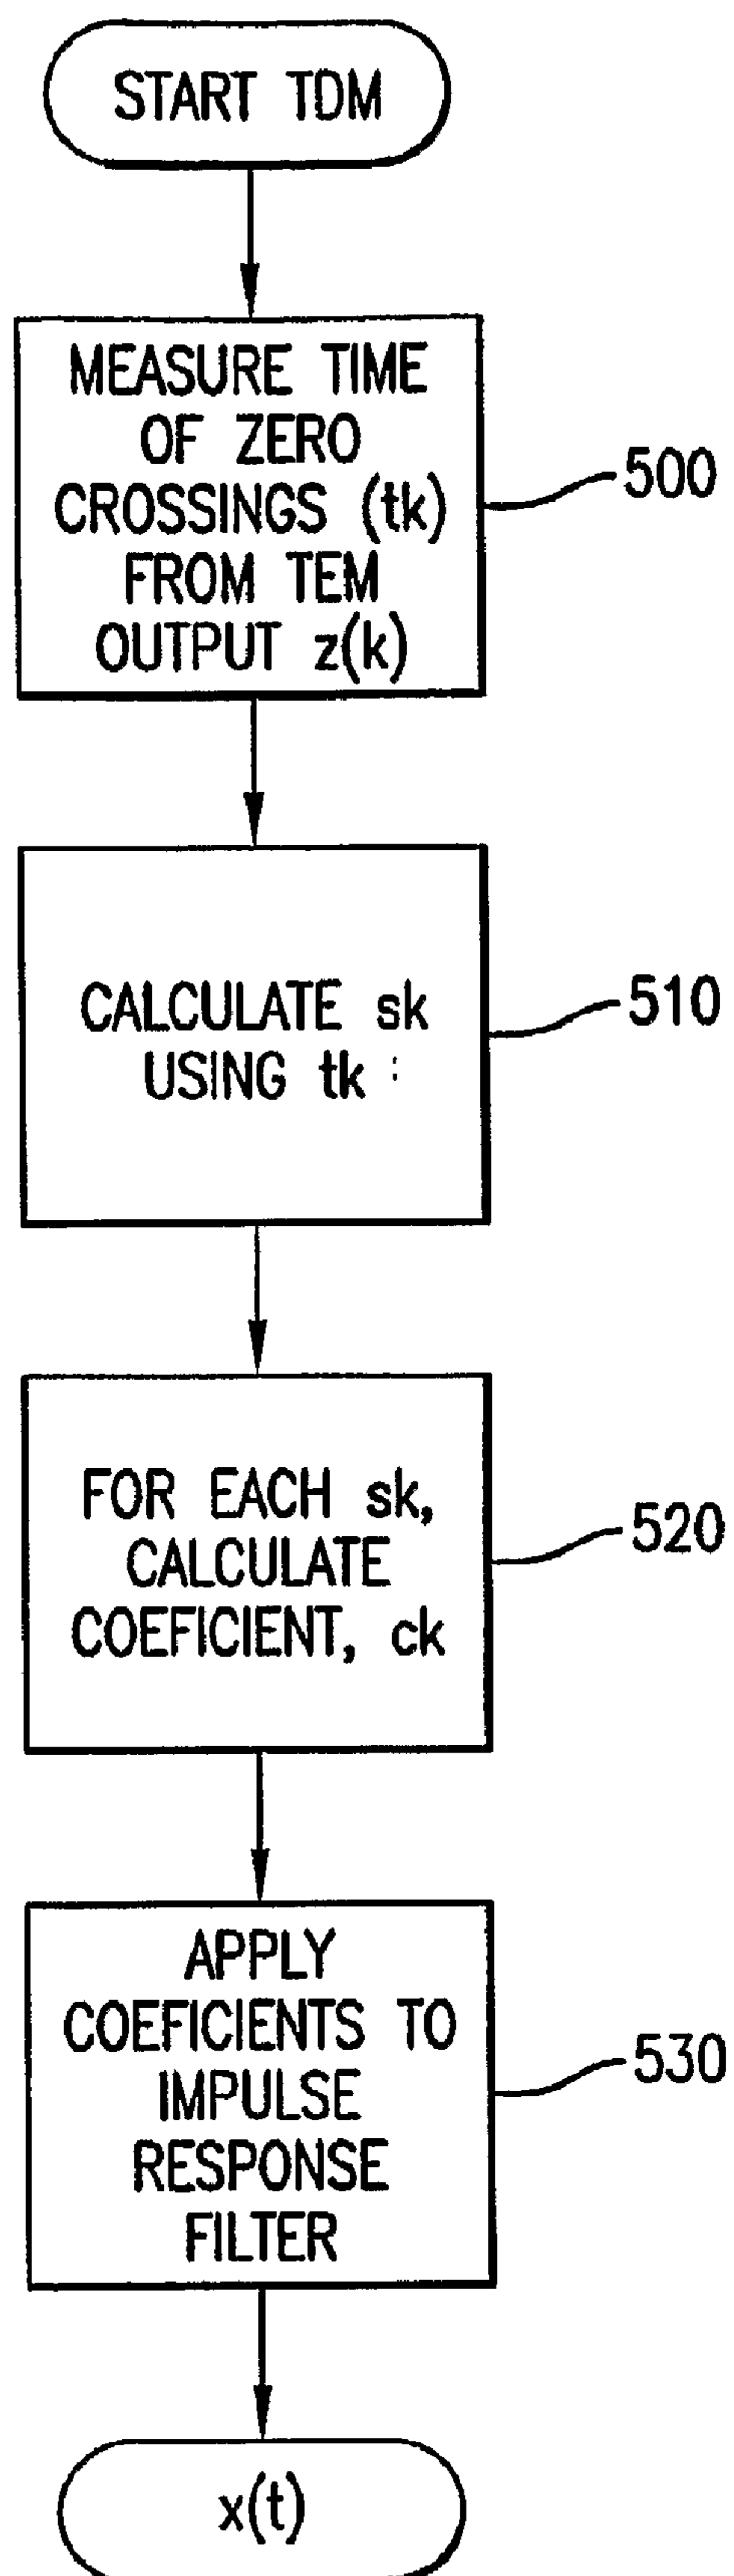 START TDM
MEASURE TIME
OF ZERO
CROSSINGS (tk)
FROM TEM
OUTPUT z(k)
500
CALCULATE sk
USING tk
510
FOR EACH sk,
CALCULATE
COEFICIENT, ck
520
APPLY
COEFICIENTS TO
IMPULSE
RESPONSE
FILTER
530
x(t)